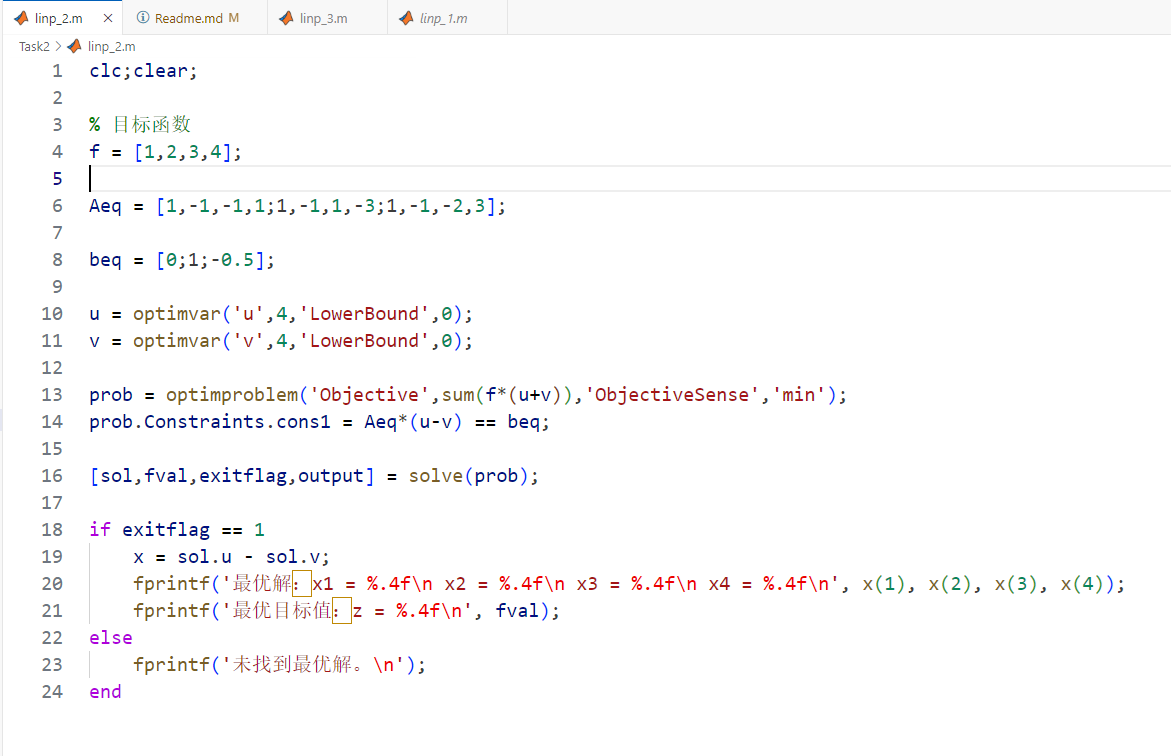 linp_2.m × Readme.md M linp_3.m linp_1.m
Task2 > linp_2.m
1 clc;clear;
2
3 % 目标函数
4 f = [1,2,3,4];
5
6 Aeq = [1,-1,-1,1;1,-1,1,-3;1,-1,-2,3];
7
8 beq = [0;1;-0.5];
9
10 u = optimvar('u',4,'LowerBound',0);
11 v = optimvar('v',4,'LowerBound',0);
12
13 prob = optimproblem('Objective',sum(f*(u+v)),'ObjectiveSense','min');
14 prob.Constraints.cons1 = Aeq*(u-v) == beq;
15
16 [sol,fval,exitflag,output] = solve(prob);
17
18 if exitflag == 1
19 x = sol.u - sol.v;
20 fprintf('最优解：x1 = %.4f\n x2 = %.4f\n x3 = %.4f\n x4 = %.4f\n', x(1), x(2), x(3), x(4));
21 fprintf('最优目标值：z = %.4f\n', fval);
22 else
23 fprintf('未找到最优解。\n');
24 end